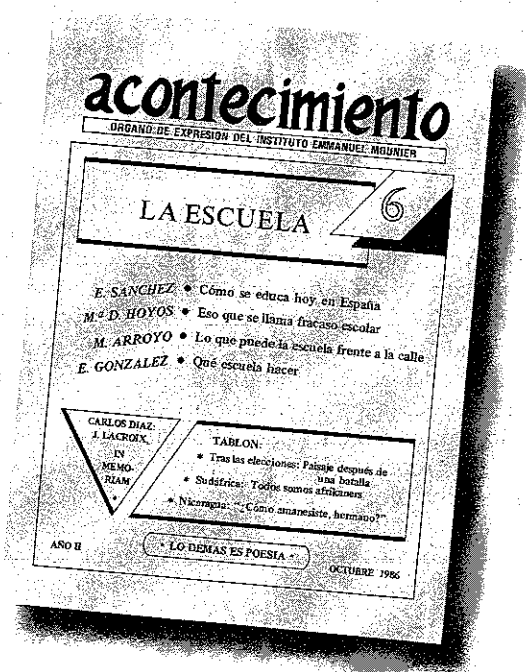 acontecimiento
ORGANO DE EXPRESION DEL INSTITUTO EMMANUEL MOUNIER
LA ESCUELA
6
E. SANCHEZ * Cómo se educa hoy en España
M.ª D. HOYOS * Eso que se llama fracaso escolar
M. ARROYO * Lo que puede la escuela frente a la calle
E. GONZALEZ * Qué escuela hacer
CARLOS DIAZ:
J. LACROIX,
IN
MEMO-
RIAM
*
TABLON:
* Tras las elecciones: Paisaje después de
una batalla
* Sudáfrica: Todos somos afrikaners
* Nicaragua: "¿Cómo amanesiste, hermano?"
AÑO II
* LO DEMAS ES POESIA *
OCTUBRE 1986